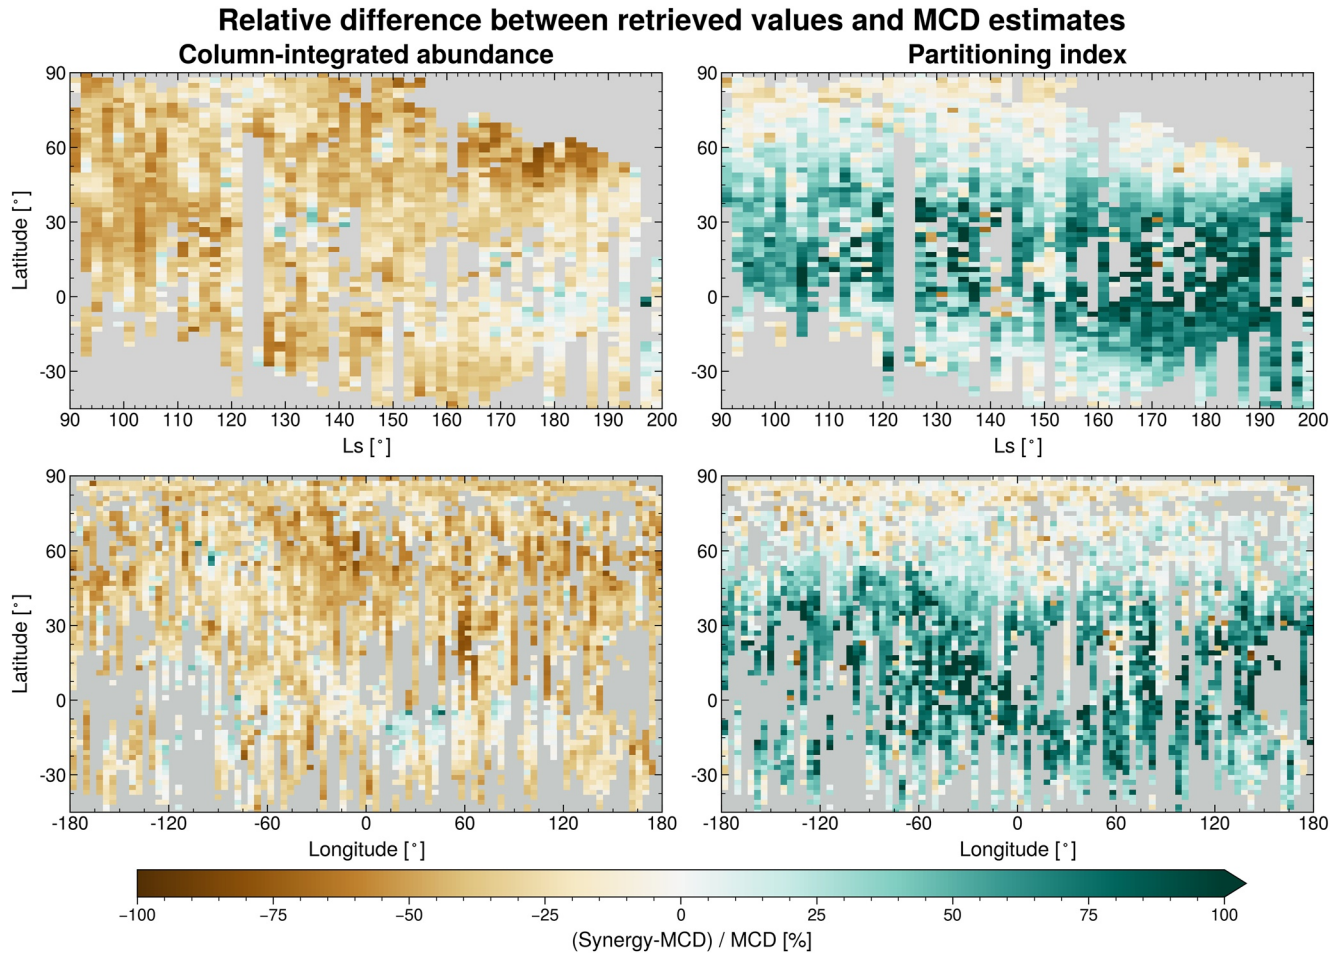 Relative difference between retrieved values and MCD estimates
Column-integrated abundance
Partitioning index
90
60
30
0
-30
Latitude [°]
90 100 110 120 130 140 150 160 170 180 190 200
Ls [°]
90
60
30
0
-30
90 100 110 120 130 140 150 160 170 180 190 200
Ls [°]
90
60
30
0
-30
Latitude [°]
-180 -120 -60 0 60 120 180
Longitude [°]
90
60
30
0
-30
-180 -120 -60 0 60 120 180
Longitude [°]
−100 −75 −50 −25 0 25 50 75 100
(Synergy-MCD) / MCD [%]